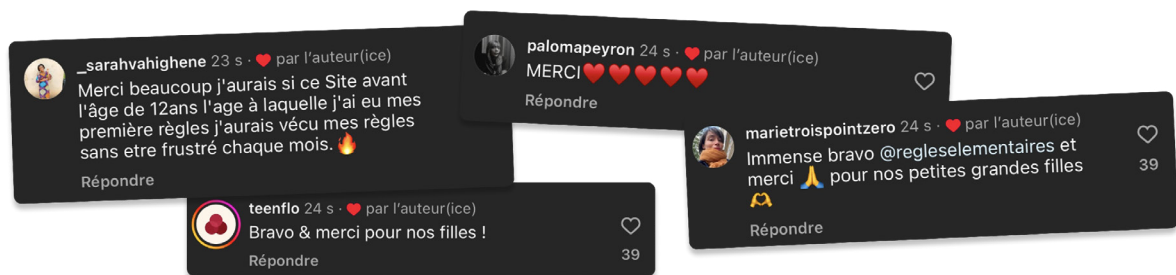 _sarahvahighene 23 s · ❤️ par l'auteur(ice)
Merci beaucoup j'aurais si ce Site avant
l'âge de 12ans l'age à laquelle j'ai eu mes
première règles j'aurais vécu mes règles
sans etre frustré chaque mois.🔥
Répondre
palomapeyron 24 s · ❤️ par l'auteur(ice)
MERCI❤️❤️❤️❤️❤️
Répondre
marietroispointzero 24 s · ❤️ par l'auteur(ice)
Immense bravo @regleselementaires et
merci 🙏 pour nos petites grandes filles
🫶
39
Répondre
teenflo 24 s · ❤️ par l'auteur(ice)
Bravo & merci pour nos filles !
39
Répondre